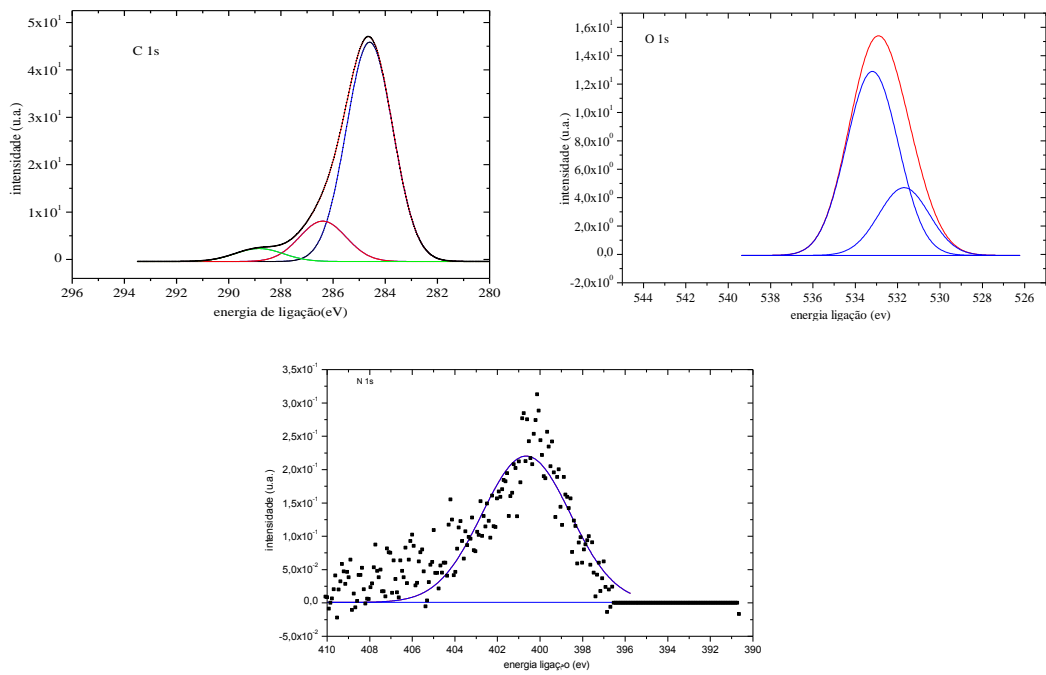 C 1s
5x10¹
4x10¹
3x10¹
2x10¹
1x10¹
0
intensidade (u.a.)
296 294 292 290 288 286 284 282 280
energia de ligação(eV)
O 1s
1,6x10¹
1,4x10¹
1,2x10¹
1,0x10¹
8,0x10⁰
6,0x10⁰
4,0x10⁰
2,0x10⁰
0,0
-2,0x10⁰
intensidade (u.a.)
544 542 540 538 536 534 532 530 528 526
energia ligação (ev)
N 1s
3,5x10⁻¹
3,0x10⁻¹
2,5x10⁻¹
2,0x10⁻¹
1,5x10⁻¹
1,0x10⁻¹
5,0x10⁻²
0,0
-5,0x10⁻²
intensidade (u.a.)
410 408 406 404 402 400 398 396 394 392 390
energia ligaç-o (ev)